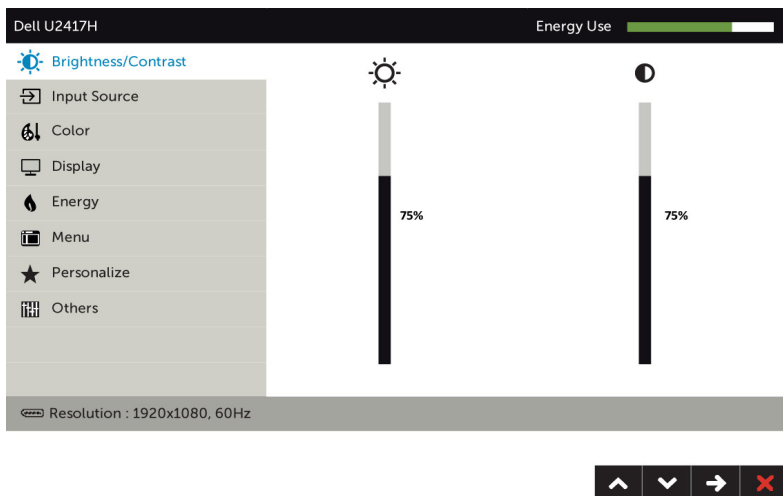 Dell U2417H
Energy Use
Brightness/Contrast
Input Source
Color
Display
Energy
Menu
Personalize
Others
75%
75%
Resolution : 1920x1080, 60Hz